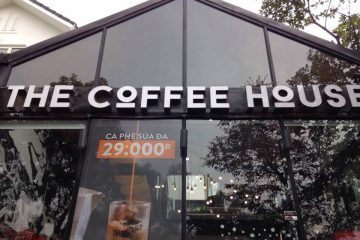 THE COFFEE HOUSE
CÀ PHÊ SỮA ĐÁ
29.000Đ